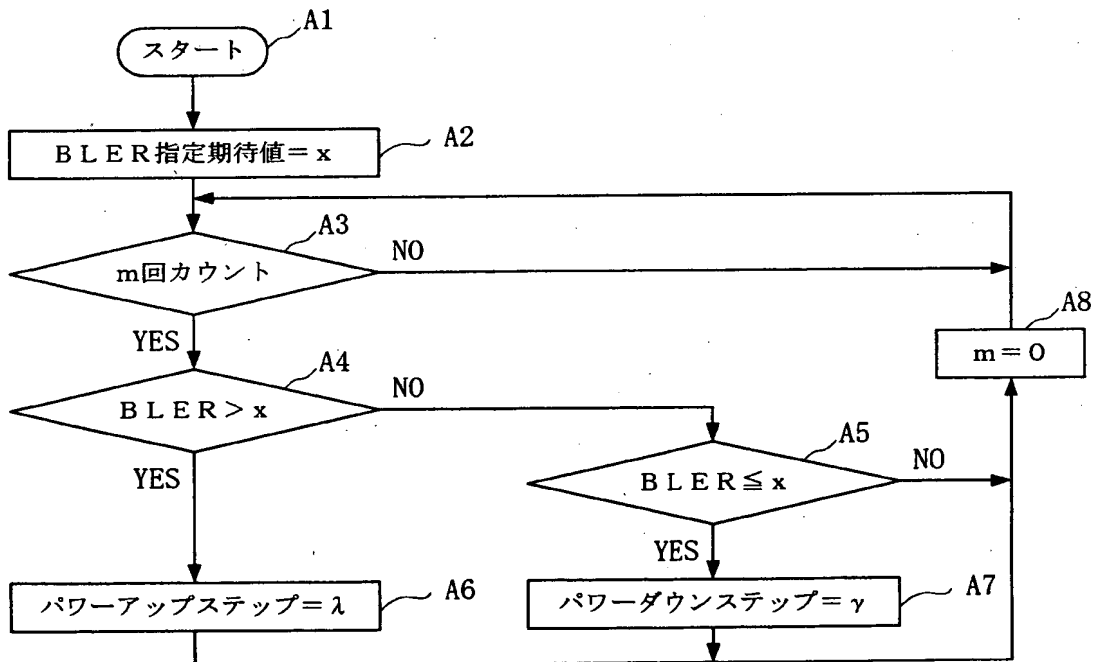 スタート
A1
BLER指定期待値=x
A2
m回カウント
A3
NO
YES
A8
m=0
BLER>x
A4
NO
YES
BLER≦x
A5
NO
YES
パワーアップステップ=λ
A6
パワーダウンステップ=γ
A7